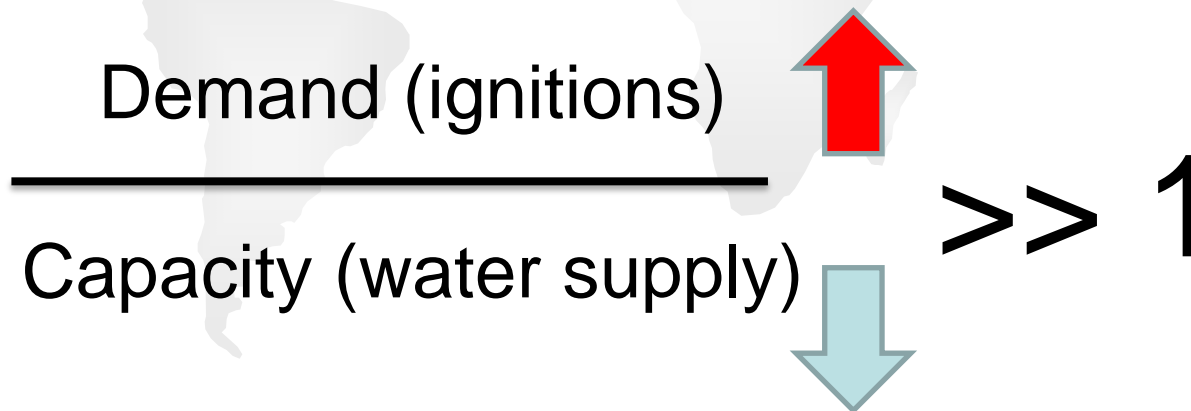 Demand (ignitions)
>> 1
Capacity (water supply)